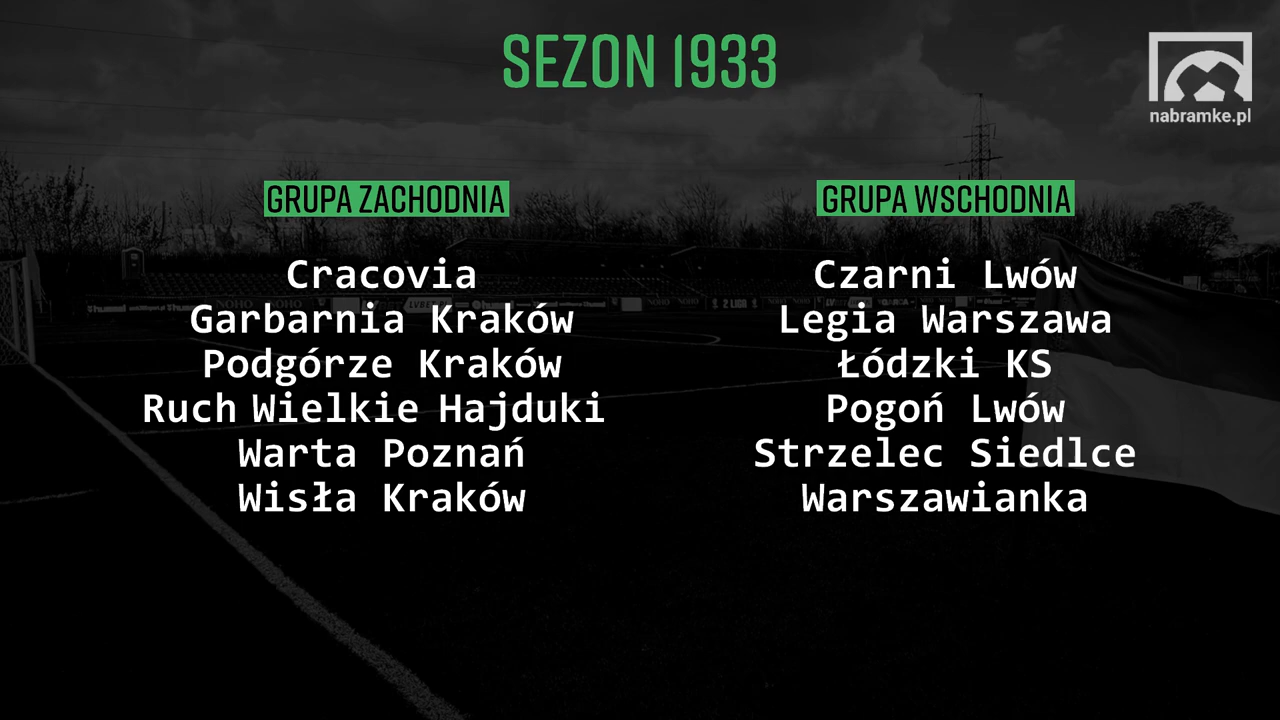 SEZON 1933
nabramke.pl
GRUPA ZACHODNIA
Cracovia
Garbarnia Kraków
Podgórze Kraków
Ruch Wielkie Hajduki
Warta Poznań
Wisła Kraków
GRUPA WSCHODNIA
Czarni Lwów
Legia Warszawa
Łódzki KS
Pogoń Lwów
Strzelec Siedlce
Warszawianka